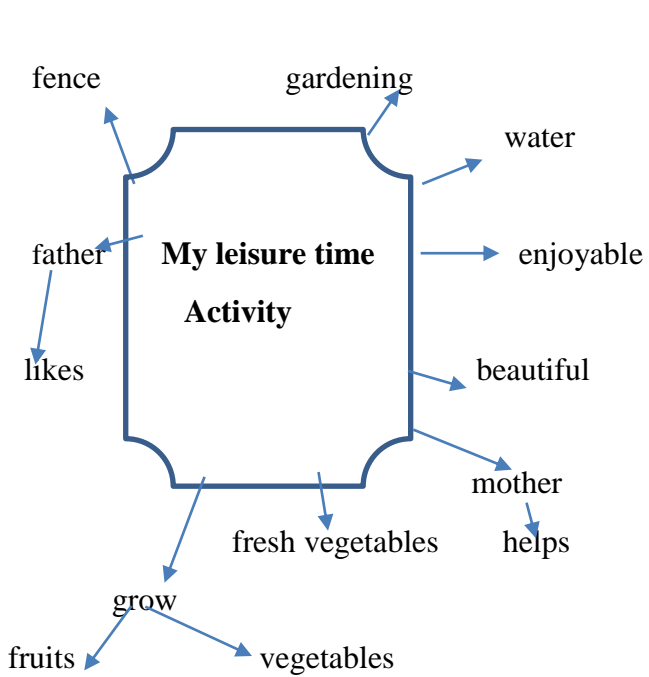 fence gardening
water
father My leisure time enjoyable
Activity
likes beautiful
mother
fresh vegetables helps
grow
fruits vegetables